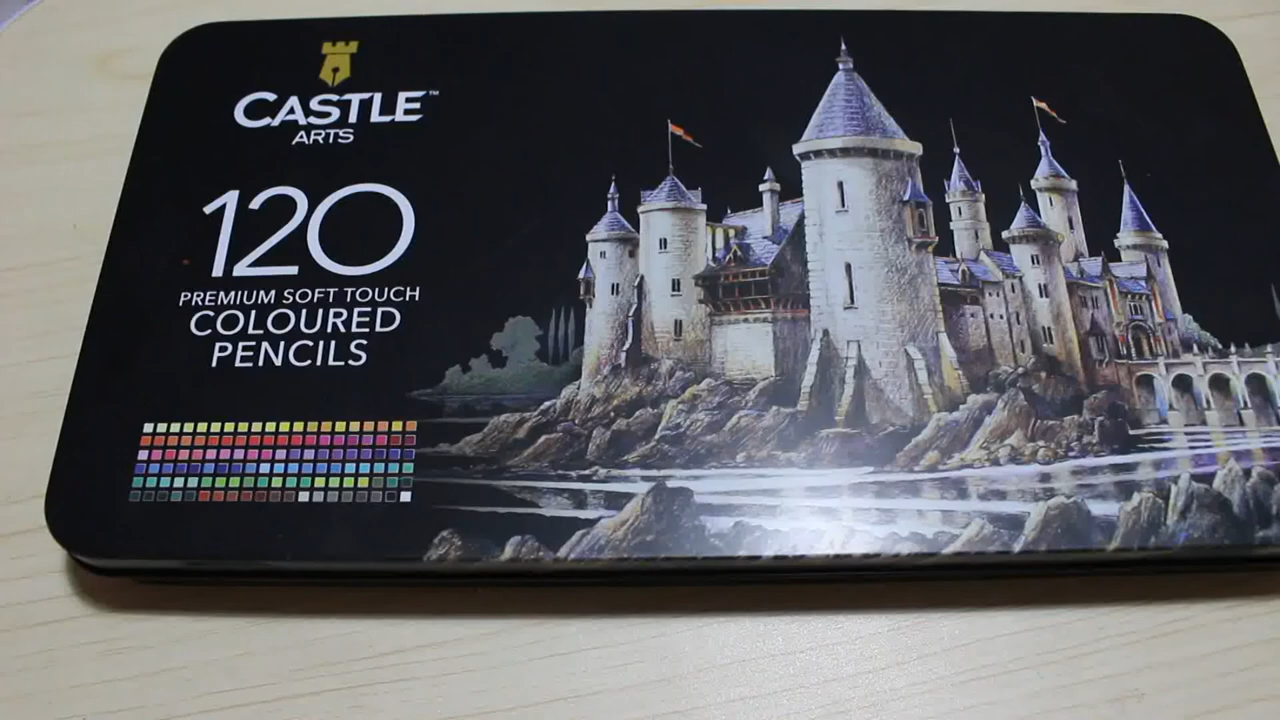 CASTLE™
ARTS
120
PREMIUM SOFT TOUCH
COLOURED
PENCILS